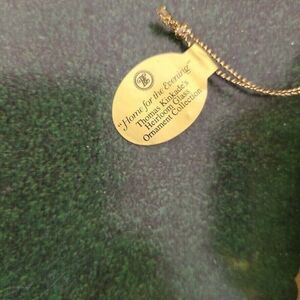 "Home for the Evening"
Thomas Kinkade's
Heirloom Glass
Ornament Collection